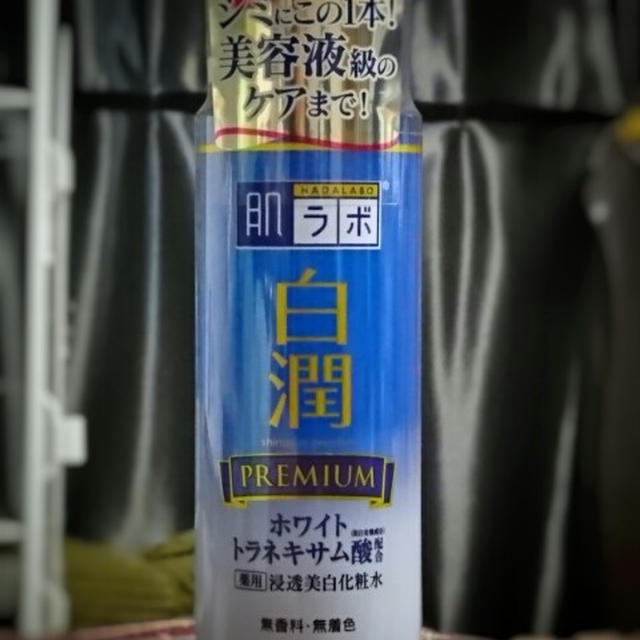 シミにこの1本!
美容液級の
ケアまで!
HADALABO
肌ラボ®
白潤
PREMIUM
ホワイト
トラネキサム酸配合
薬用 浸透美白化粧水
無香料・無着色